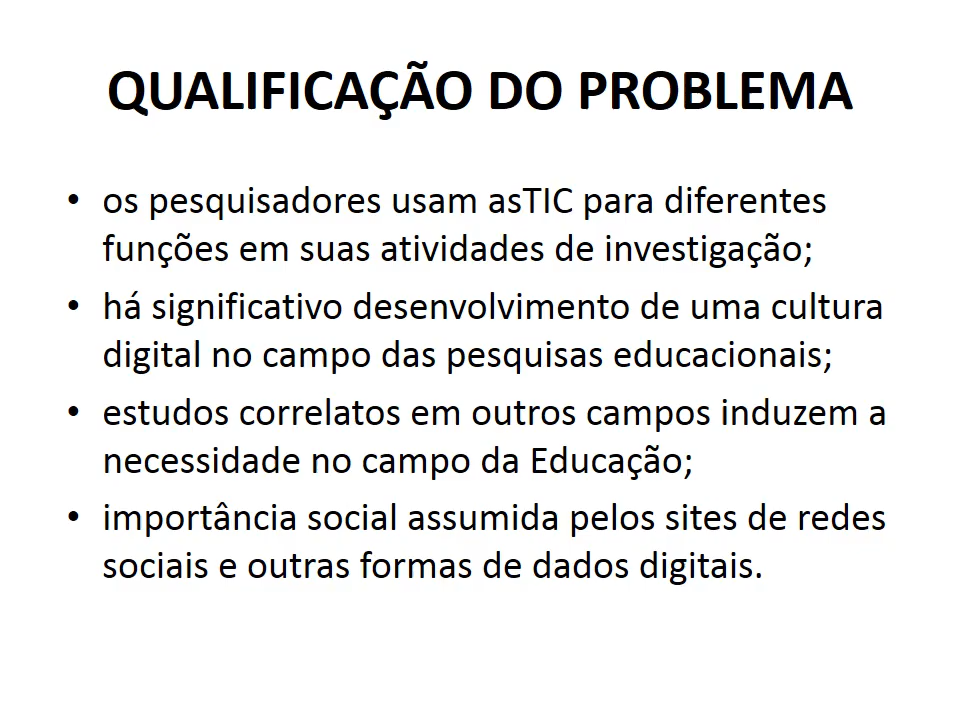 QUALIFICAÇÃO DO PROBLEMA
• os pesquisadores usam asTIC para diferentes
funções em suas atividades de investigação;
• há significativo desenvolvimento de uma cultura
digital no campo das pesquisas educacionais;
• estudos correlatos em outros campos induzem a
necessidade no campo da Educação;
• importância social assumida pelos sites de redes
sociais e outras formas de dados digitais.